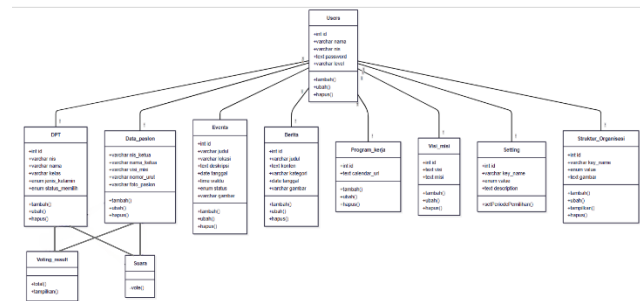 Users
+int id
+varchar name
+varchar nis
+text password
+varchar level
+tambah()
+ubah()
+hapus()
DPT
+int id
+varchar nis
+varchar nama
+varchar kelas
+enum jenis_kelamin
+enum status_memilih
+tambah()
+ubah()
+hapus()
Data_paslon
+varchar nis_ketua
+varchar nama_ketua
+varchar visi_misi
+varchar nomor_urut
+varchar foto_paslon
+tambah()
+ubah()
+hapus()
Events
+int id
+varchar judul
+varchar lokasi
+text deskripsi
+date tanggal
+time waktu
+enum status
+varchar gambar
+tambah()
+ubah()
+hapus()
Berita
+int id
+varchar judul
+text konten
+varchar kategori
+date tanggal
+varchar gambar
+tambah()
+ubah()
+hapus()
Program_kerja
+int id
+text calendar_url
+tambah()
+ubah()
+hapus()
Visi_misi
+int id
+text visi
+text misi
+tambah()
+ubah()
+hapus()
Setting
+int id
+varchar key_name
+enum value
+text description
+setPeriodePemilihan()
Struktur_Organisasi
+int id
+varchar key_name
+enum value
+text gambar
+tambah()
+ubah()
+tampilkan()
+hapus()
Voting_result
+total()
+tampilkan()
Suara
+vote()